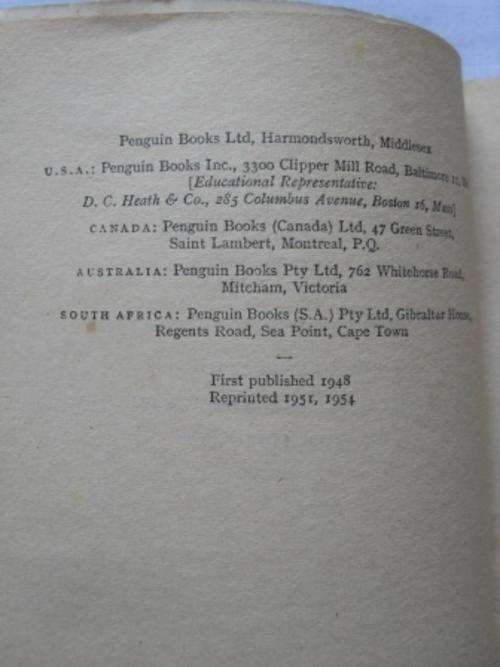 Penguin Books Ltd, Harmondsworth, Middlesex
U.S.A.: Penguin Books Inc., 3300 Clipper Mill Road, Baltimore 11, Md
[Educational Representative:
D. C. Heath & Co., 285 Columbus Avenue, Boston 16, Mass]
CANADA: Penguin Books (Canada) Ltd, 47 Green Street,
Saint Lambert, Montreal, P.Q.
AUSTRALIA: Penguin Books Pty Ltd, 762 Whitehorse Road,
Mitcham, Victoria
SOUTH AFRICA: Penguin Books (S.A.) Pty Ltd, Gibraltar House,
Regents Road, Sea Point, Cape Town
First published 1948
Reprinted 1951, 1954